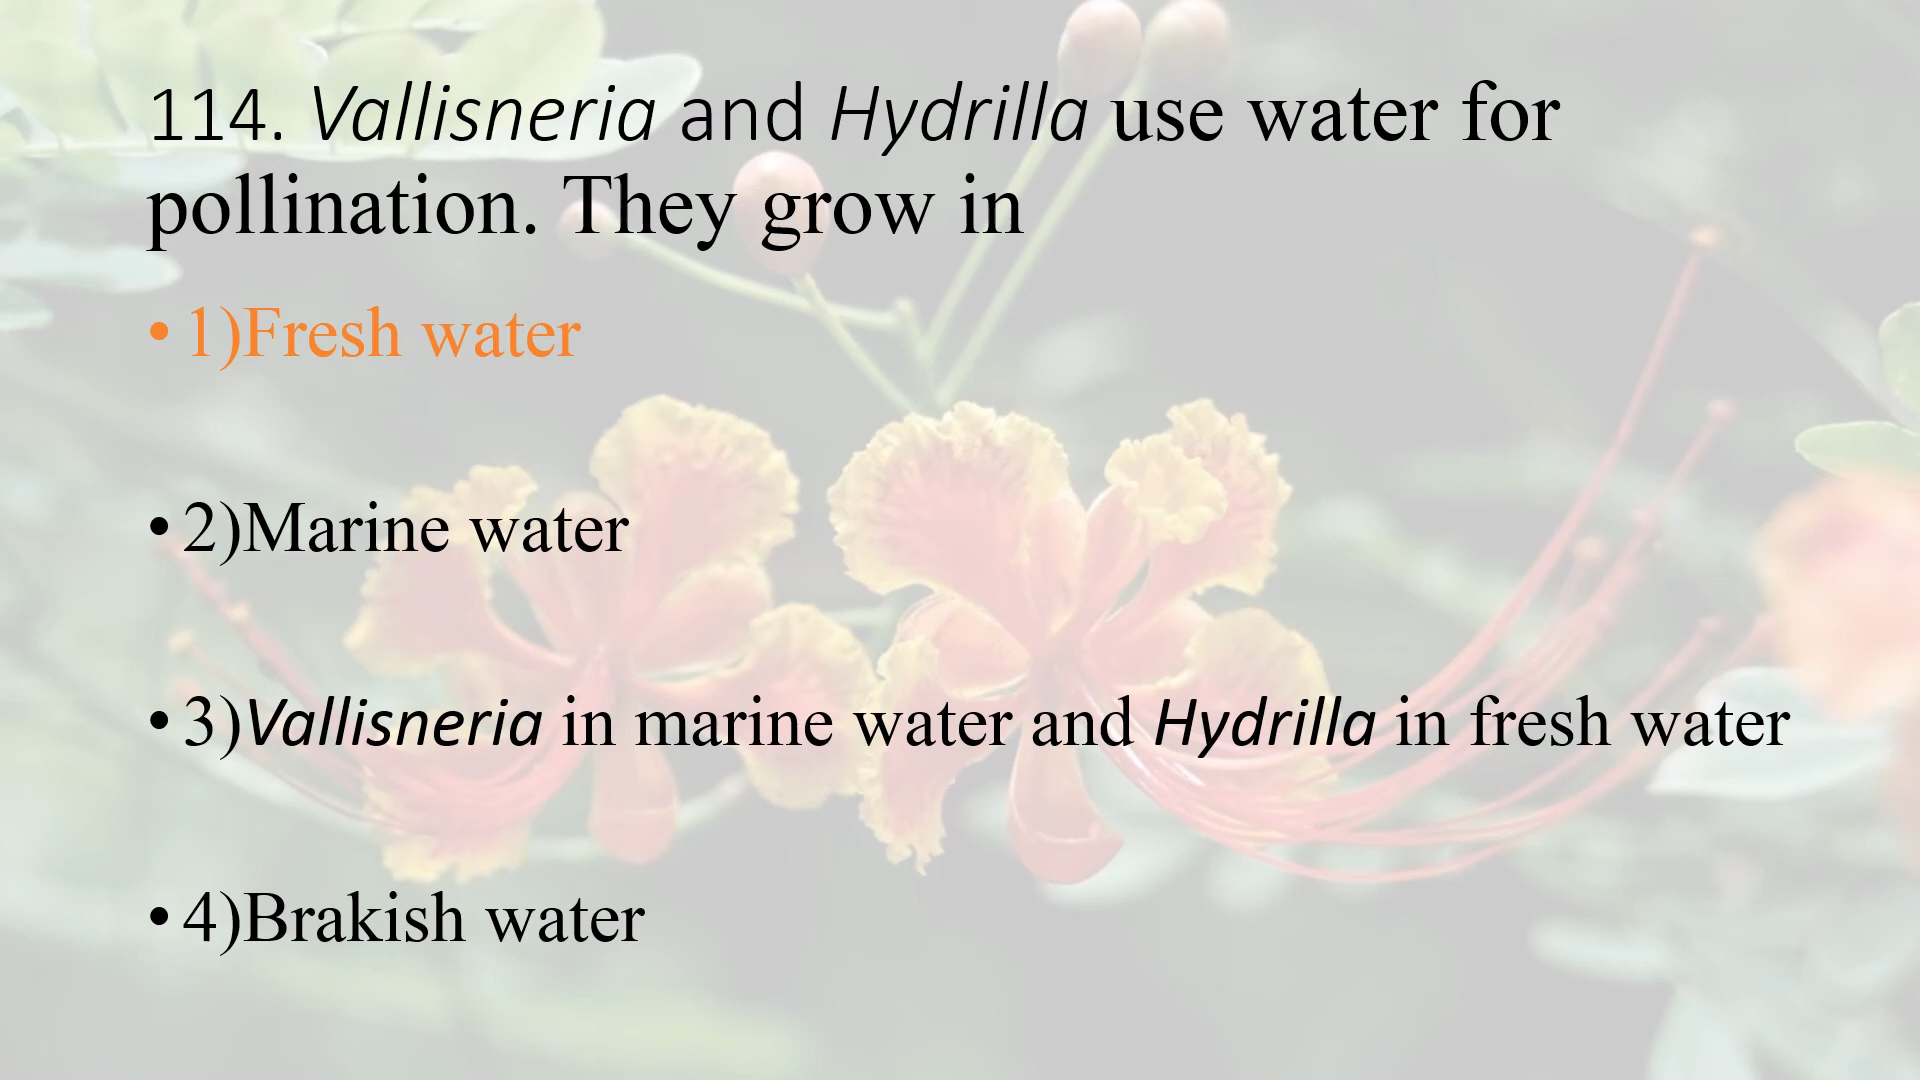 114. Vallisneria and Hydrilla use water for
pollination. They grow in
• 1)Fresh water
• 2)Marine water
• 3)Vallisneria in marine water and Hydrilla in fresh water
• 4)Brakish water